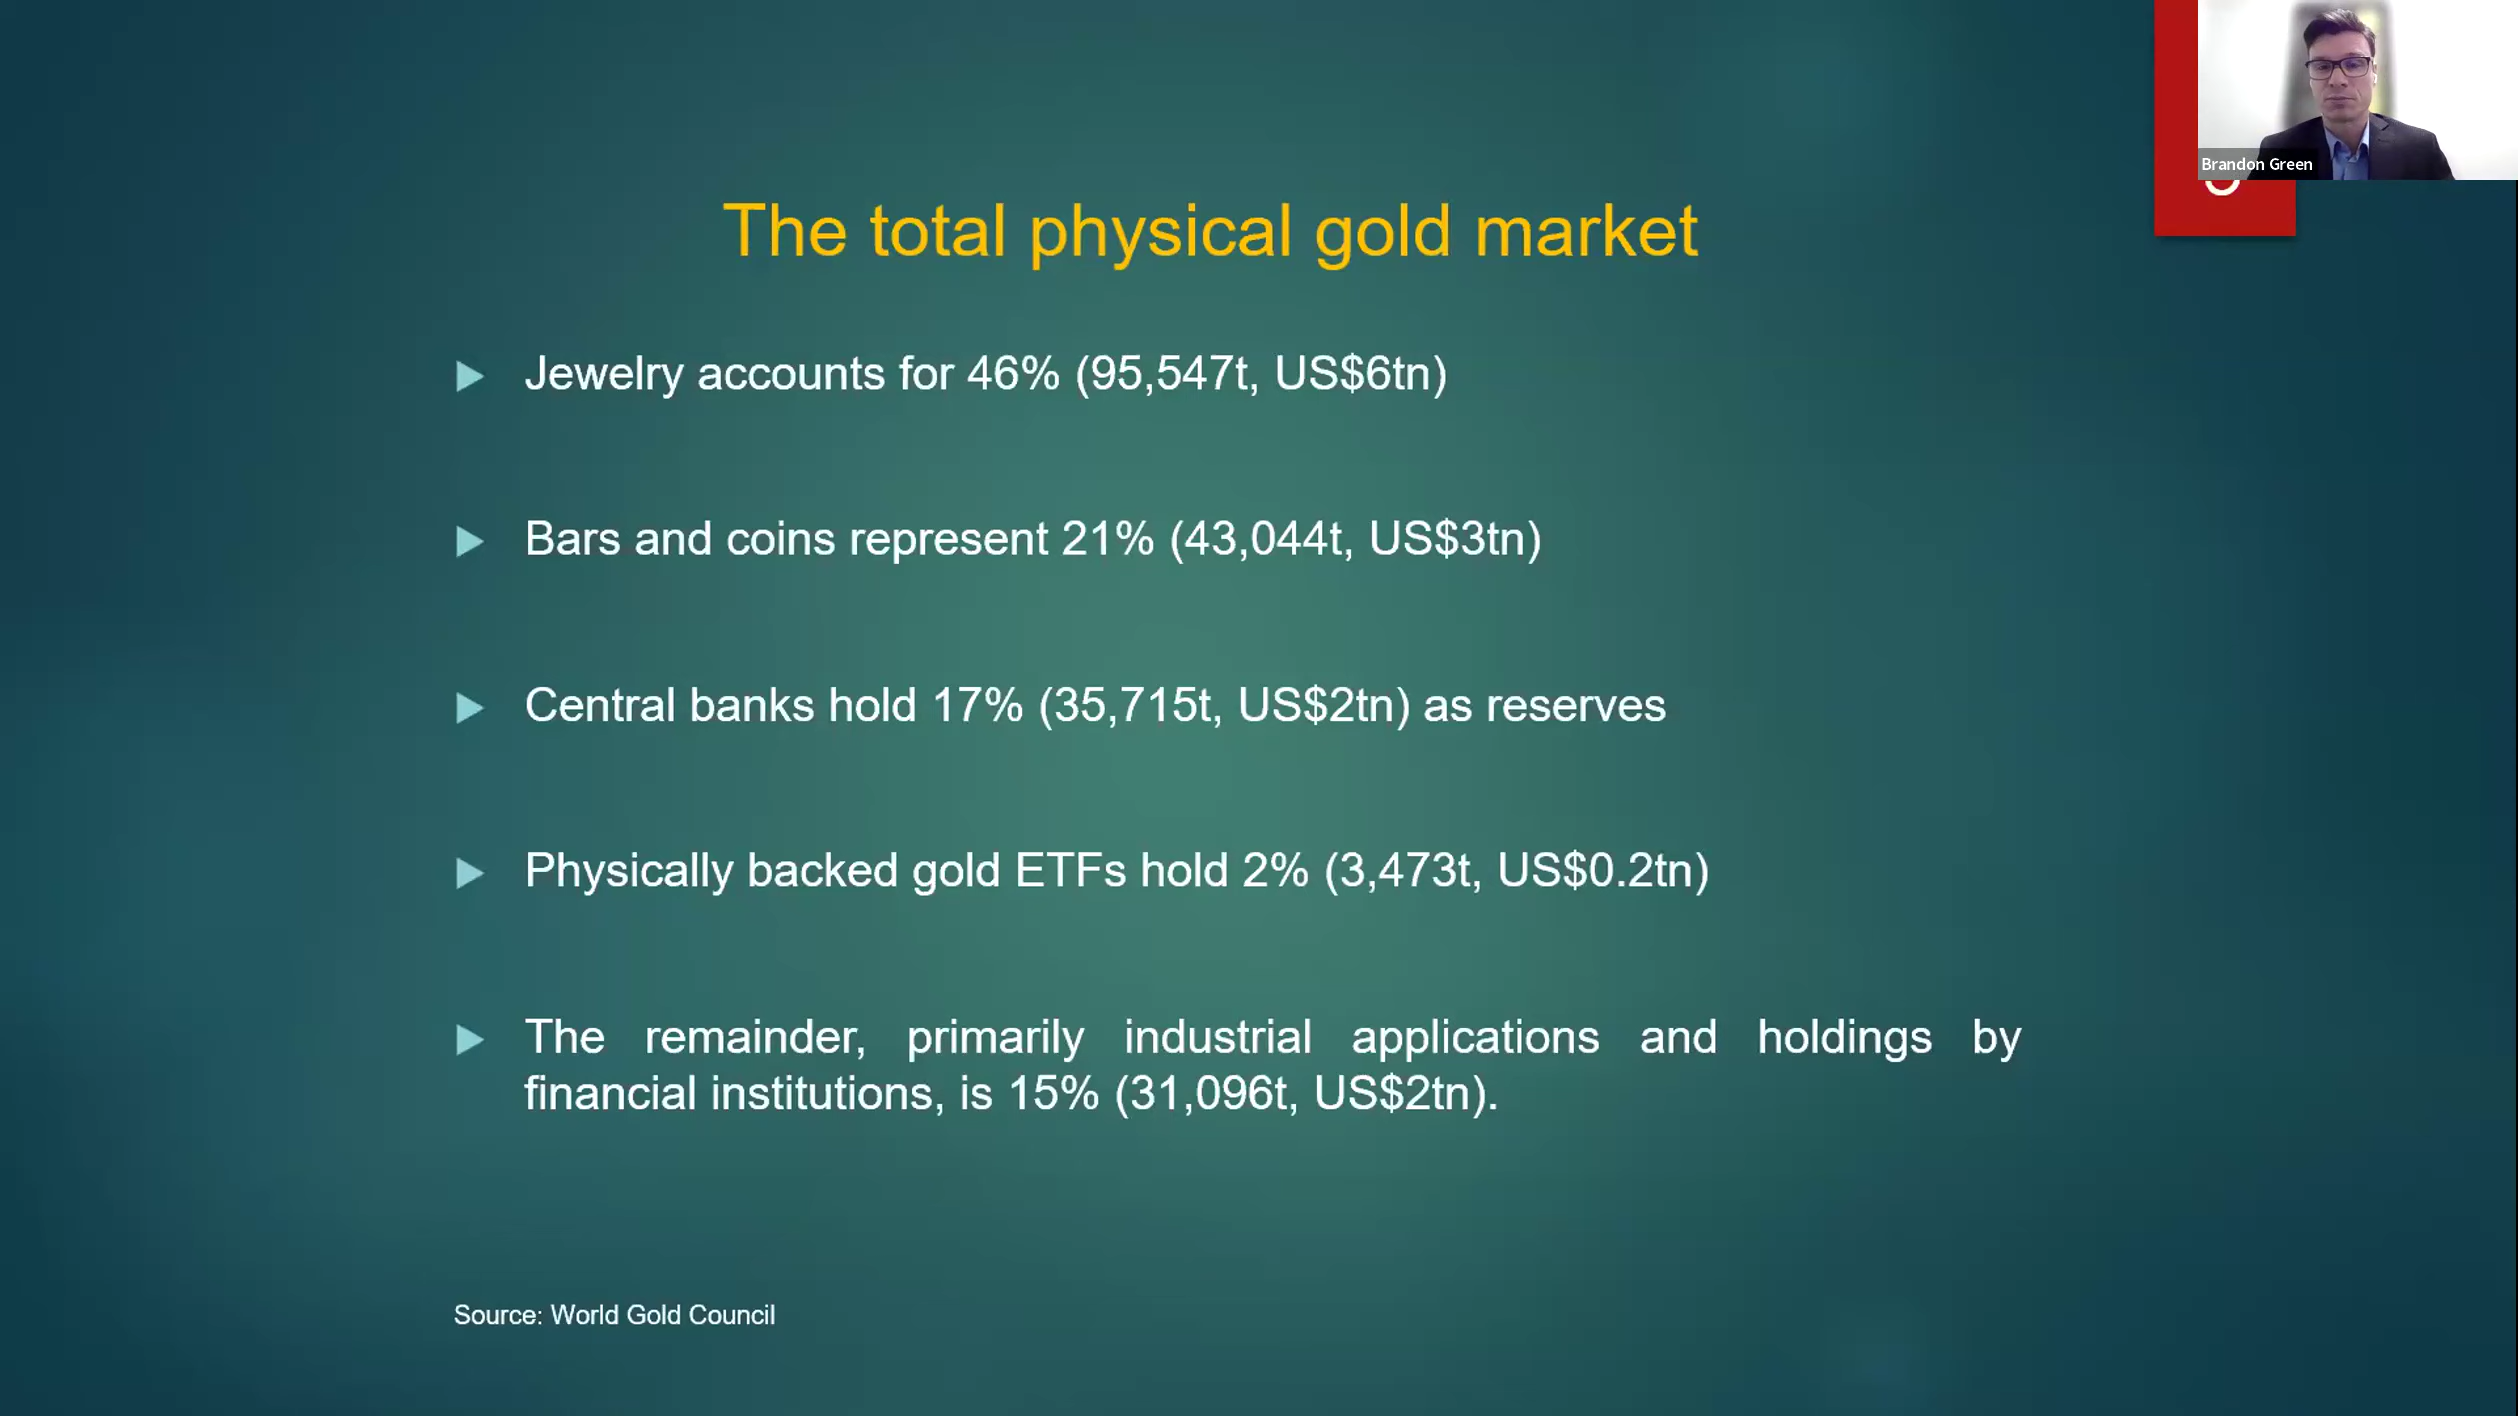 Brandon Green
The total physical gold market
Jewelry accounts for 46% (95,547t, US$6tn)
Bars and coins represent 21% (43,044t, US$3tn)
Central banks hold 17% (35,715t, US$2tn) as reserves
Physically backed gold ETFs hold 2% (3,473t, US$0.2tn)
The remainder, primarily industrial applications and holdings by
financial institutions, is 15% (31,096t, US$2tn).
Source: World Gold Council